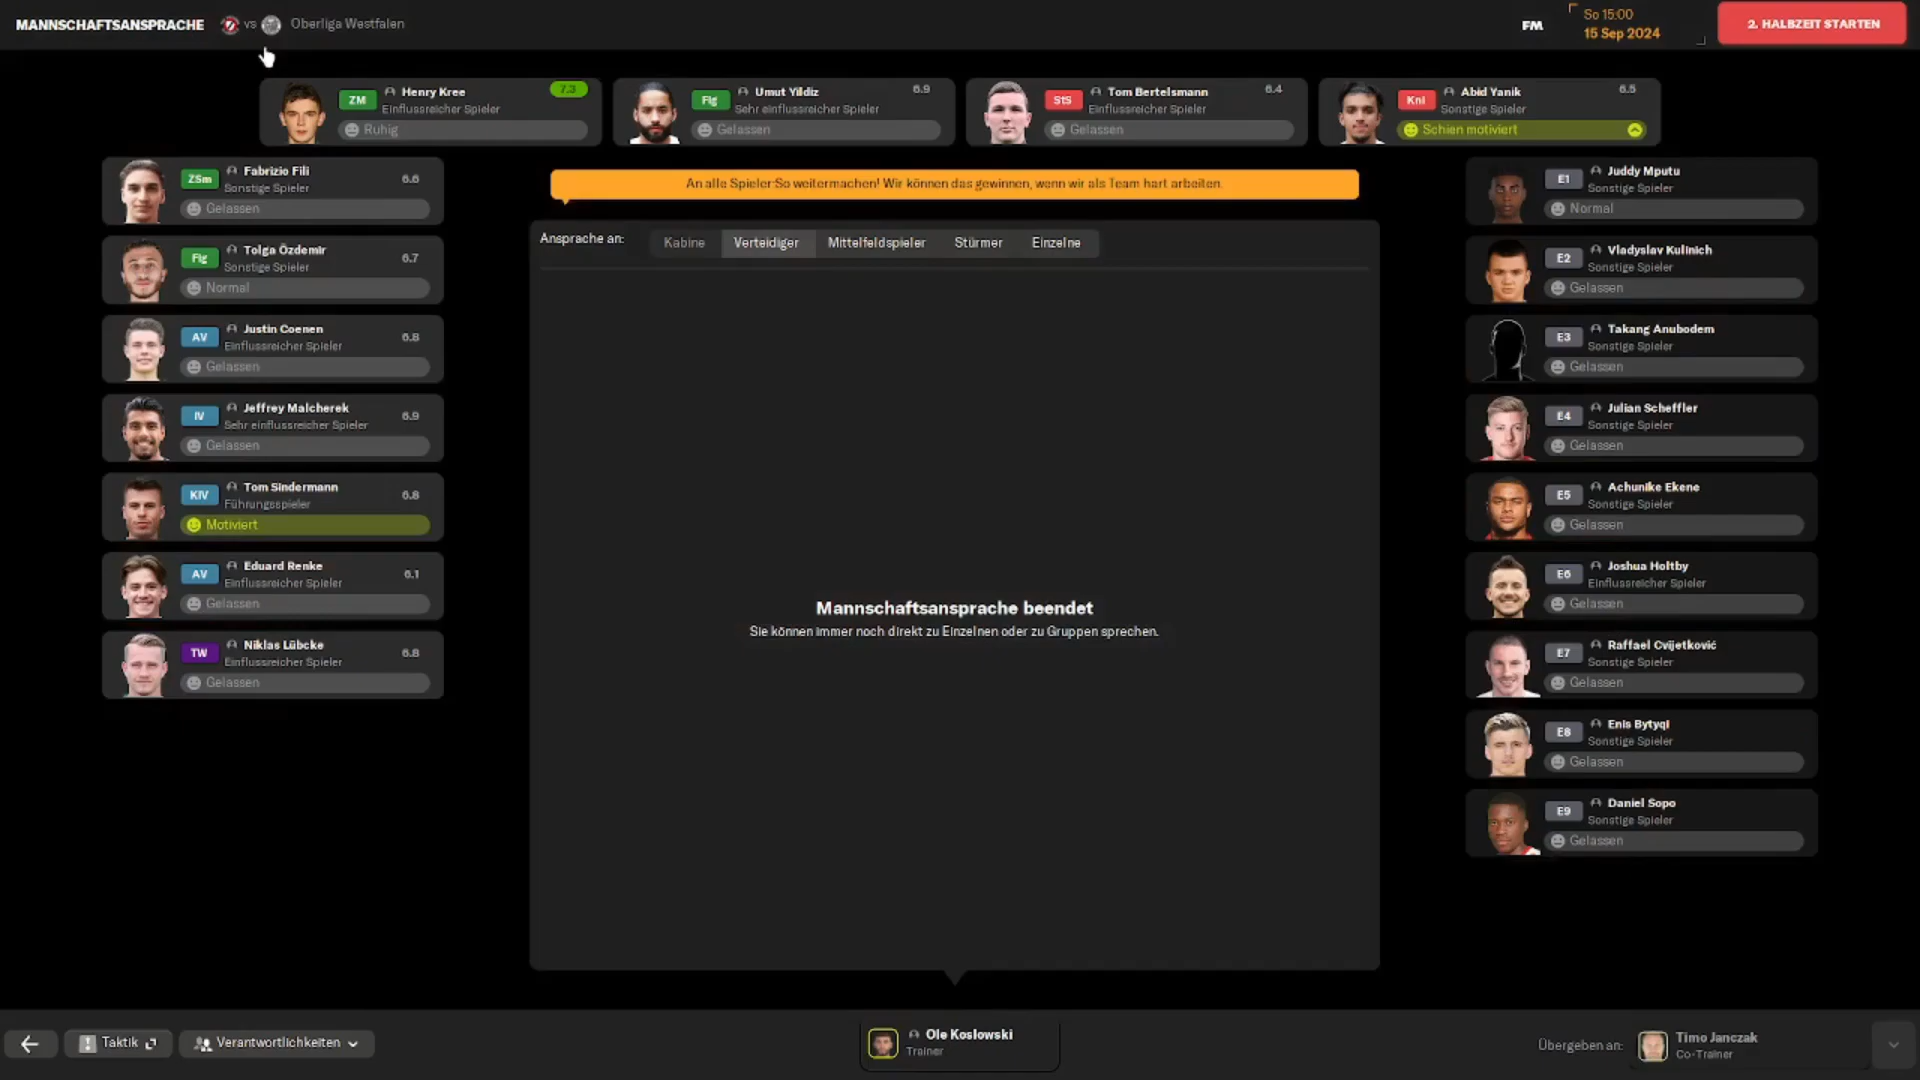 MANNSCHAFTSANSPRACHE vs Oberliga Westfalen
FM
So 15:00
15 Sep 2024
2. HALBZEIT STARTEN
ZM Henry Kree 7.3
Einflussreicher Spieler
Ruhig
Flg Umut Yildiz 6.9
Sehr einflussreicher Spieler
Gelassen
StS Tom Bertelsmann 6.4
Einflussreicher Spieler
Gelassen
Knl Abid Yanik 6.5
Sonstige Spieler
Schien motiviert
ZSm Fabrizio Fili 6.6
Sonstige Spieler
Gelassen
Flg Tolga Özdemir 6.7
Sonstige Spieler
Normal
AV Justin Coenen 6.8
Einflussreicher Spieler
Gelassen
IV Jeffrey Malcherek 6.9
Sehr einflussreicher Spieler
Gelassen
KIV Tom Sindermann 6.8
Führungsspieler
Motiviert
AV Eduard Renke 6.1
Einflussreicher Spieler
Gelassen
TW Niklas Lübcke 6.8
Einflussreicher Spieler
Gelassen
An alle Spieler:So weitermachen! Wir können das gewinnen, wenn wir als Team hart arbeiten.
Ansprache an: Kabine Verteidiger Mittelfeldspieler Stürmer Einzelne
Mannschaftsansprache beendet
Sie können immer noch direkt zu Einzelnen oder zu Gruppen sprechen.
E1 Juddy Mputu
Sonstige Spieler
Normal
E2 Vladyslav Kulinich
Sonstige Spieler
Gelassen
E3 Takang Anubodem
Sonstige Spieler
Gelassen
E4 Julian Scheffler
Sonstige Spieler
Gelassen
E5 Achunike Ekene
Sonstige Spieler
Gelassen
E6 Joshua Holtby
Einflussreicher Spieler
Gelassen
E7 Raffael Cvijetković
Sonstige Spieler
Gelassen
E8 Enis Bytyqi
Sonstige Spieler
Gelassen
E9 Daniel Sopo
Sonstige Spieler
Gelassen
Taktik Verantwortlichkeiten
Ole Koslowski
Trainer
Übergeben an: Timo Janczak
Co-Trainer